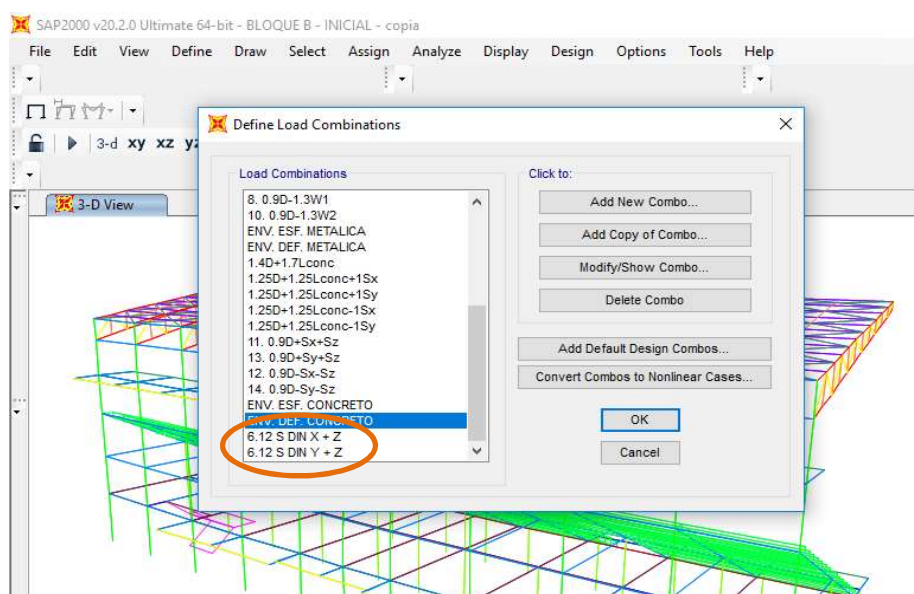 SAP2000 v20.2.0 Ultimate 64-bit - BLOQUE B - INICIAL - copia
File Edit View Define Draw Select Assign Analyze Display Design Options Tools Help
3-d xy xz yz
3-D View
Define Load Combinations
Load Combinations
8. 0.9D-1.3W1
10. 0.9D-1.3W2
ENV. ESF. METALICA
ENV. DEF. METALICA
1.4D+1.7Lconc
1.25D+1.25Lconc+1Sx
1.25D+1.25Lconc+1Sy
1.25D+1.25Lconc-1Sx
1.25D+1.25Lconc-1Sy
11. 0.9D+Sx+Sz
13. 0.9D+Sy+Sz
12. 0.9D-Sx-Sz
14. 0.9D-Sy-Sz
ENV. ESF. CONCRETO
ENV. DEF. CONCRETO
6.12 S DIN X + Z
6.12 S DIN Y + Z
Click to:
Add New Combo...
Add Copy of Combo...
Modify/Show Combo...
Delete Combo
Add Default Design Combos...
Convert Combos to Nonlinear Cases...
OK
Cancel